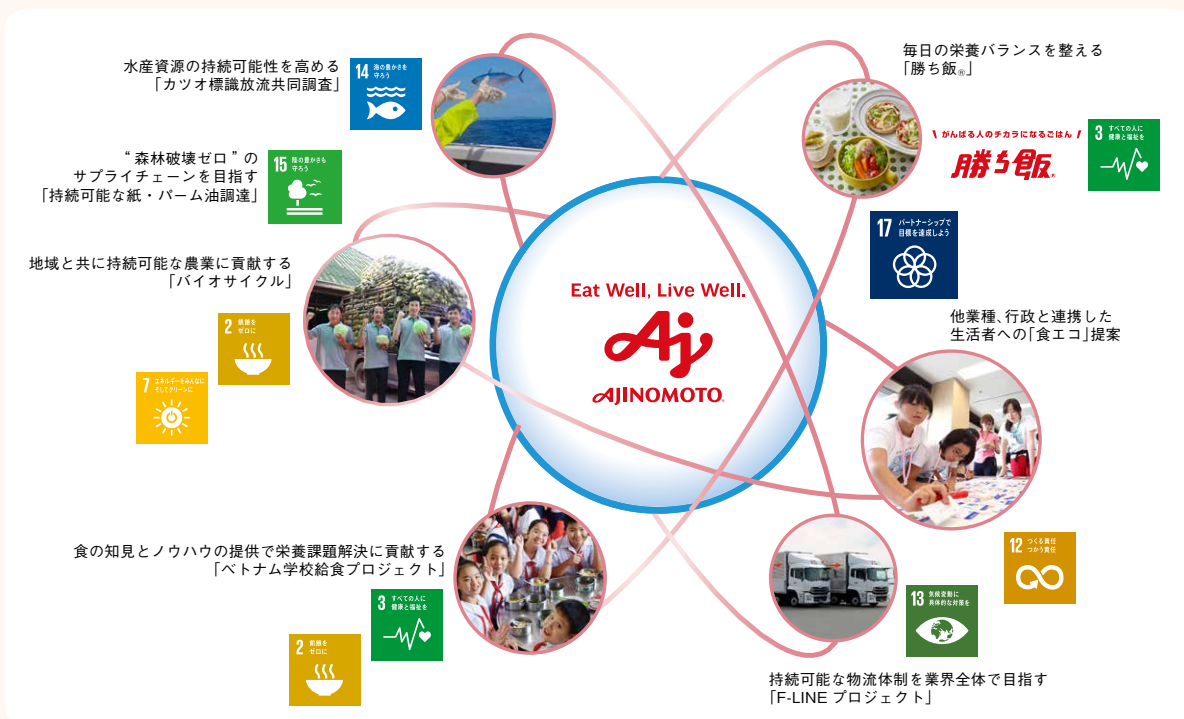 水産資源の持続可能性を高める
「カツオ標識放流共同調査」
14 海の豊かさを
守ろう
“森林破壊ゼロ”の
サプライチェーンを目指す
「持続可能な紙・パーム油調達」
15 陸の豊かさも
守ろう
地域と共に持続可能な農業に貢献する
「バイオサイクル」
2 飢餓を
ゼロに
7 エネルギーをみんなに
そしてクリーンに
食の知見とノウハウの提供で栄養課題解決に貢献する
「ベトナム学校給食プロジェクト」
3 すべての人に
健康と福祉を
2 飢餓を
ゼロに
Eat Well, Live Well.
Aj
AJINOMOTO
毎日の栄養バランスを整える
「勝ち飯®」
\ がんばる人のチカラになるごはん /
勝ち飯®
3 すべての人に
健康と福祉を
17 パートナーシップで
目標を達成しよう
他業種、行政と連携した
生活者への「食エコ」提案
12 つくる責任
つかう責任
13 気候変動に
具体的な対策を
持続可能な物流体制を業界全体で目指す
「F-LINE プロジェクト」